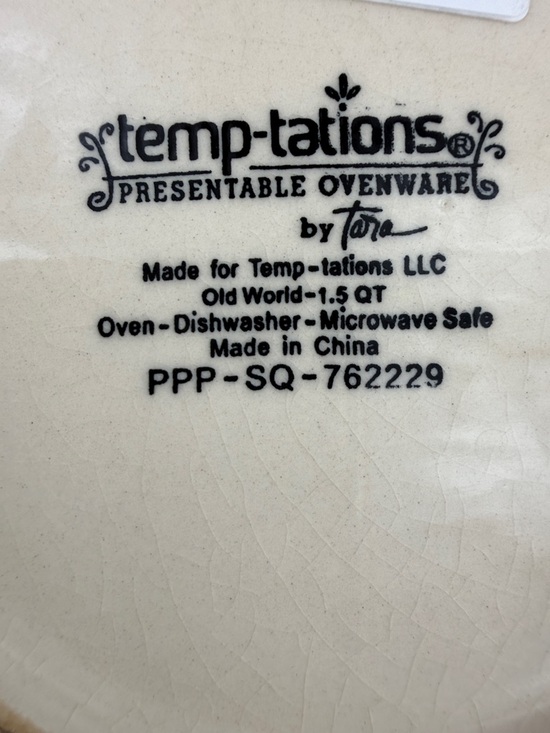 temp-tations®
PRESENTABLE OVENWARE
by Tara
Made for Temp-tations LLC
Old World-1.5 QT
Oven-Dishwasher-Microwave Safe
Made in China
PPP-SQ-762229